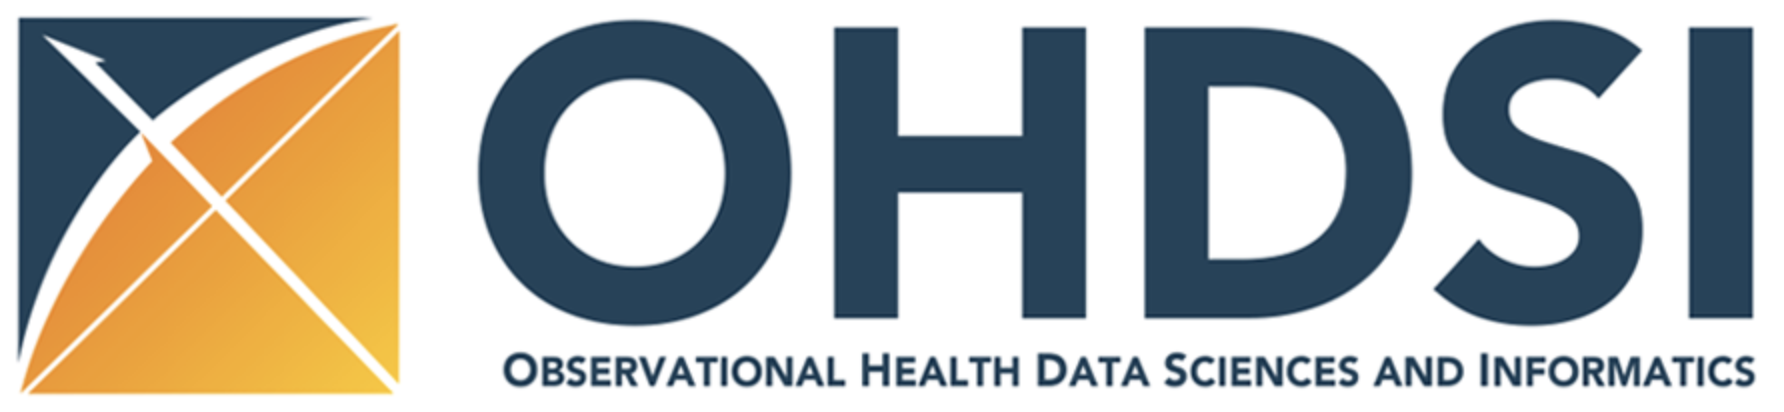 OHDSI
OBSERVATIONAL HEALTH DATA SCIENCES AND INFORMATICS